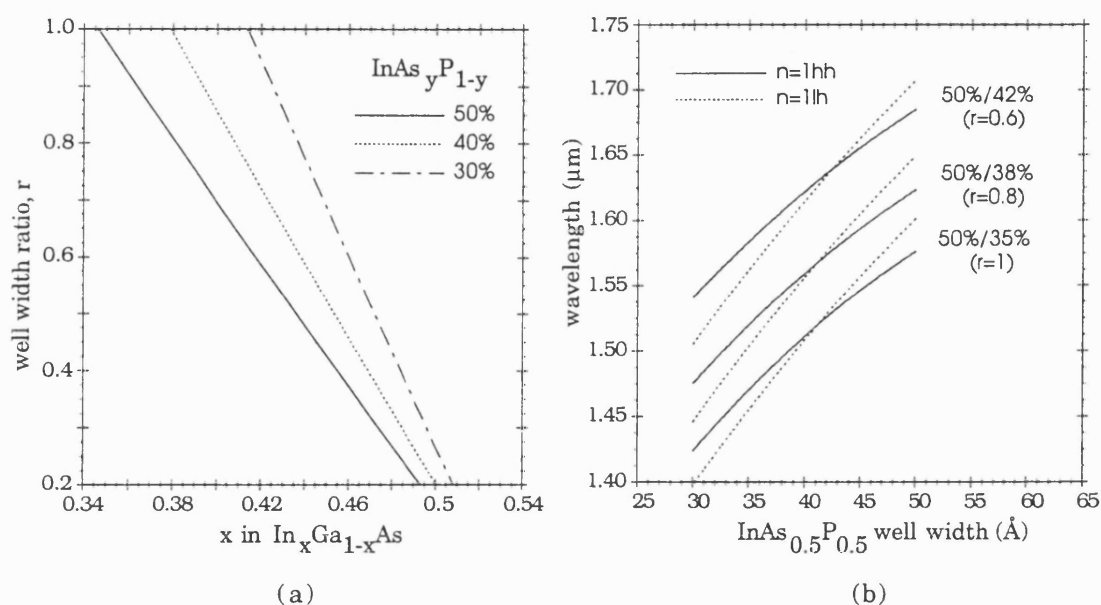 1.0
0.8
0.6
0.4
0.2
well width ratio, r
0.34
0.38
0.42
0.46
0.5
0.54
x in InxGa1-xAs
InAsyP1-y
50%
40%
30%
(a)
1.75
1.70
1.65
1.60
1.55
1.50
1.45
1.40
wavelength (μm)
25
30
35
40
45
50
55
60
65
InAs0.5P0.5 well width (Å)
n=1hh
n=1lh
50%/42%
(r=0.6)
50%/38%
(r=0.8)
50%/35%
(r=1)
(b)